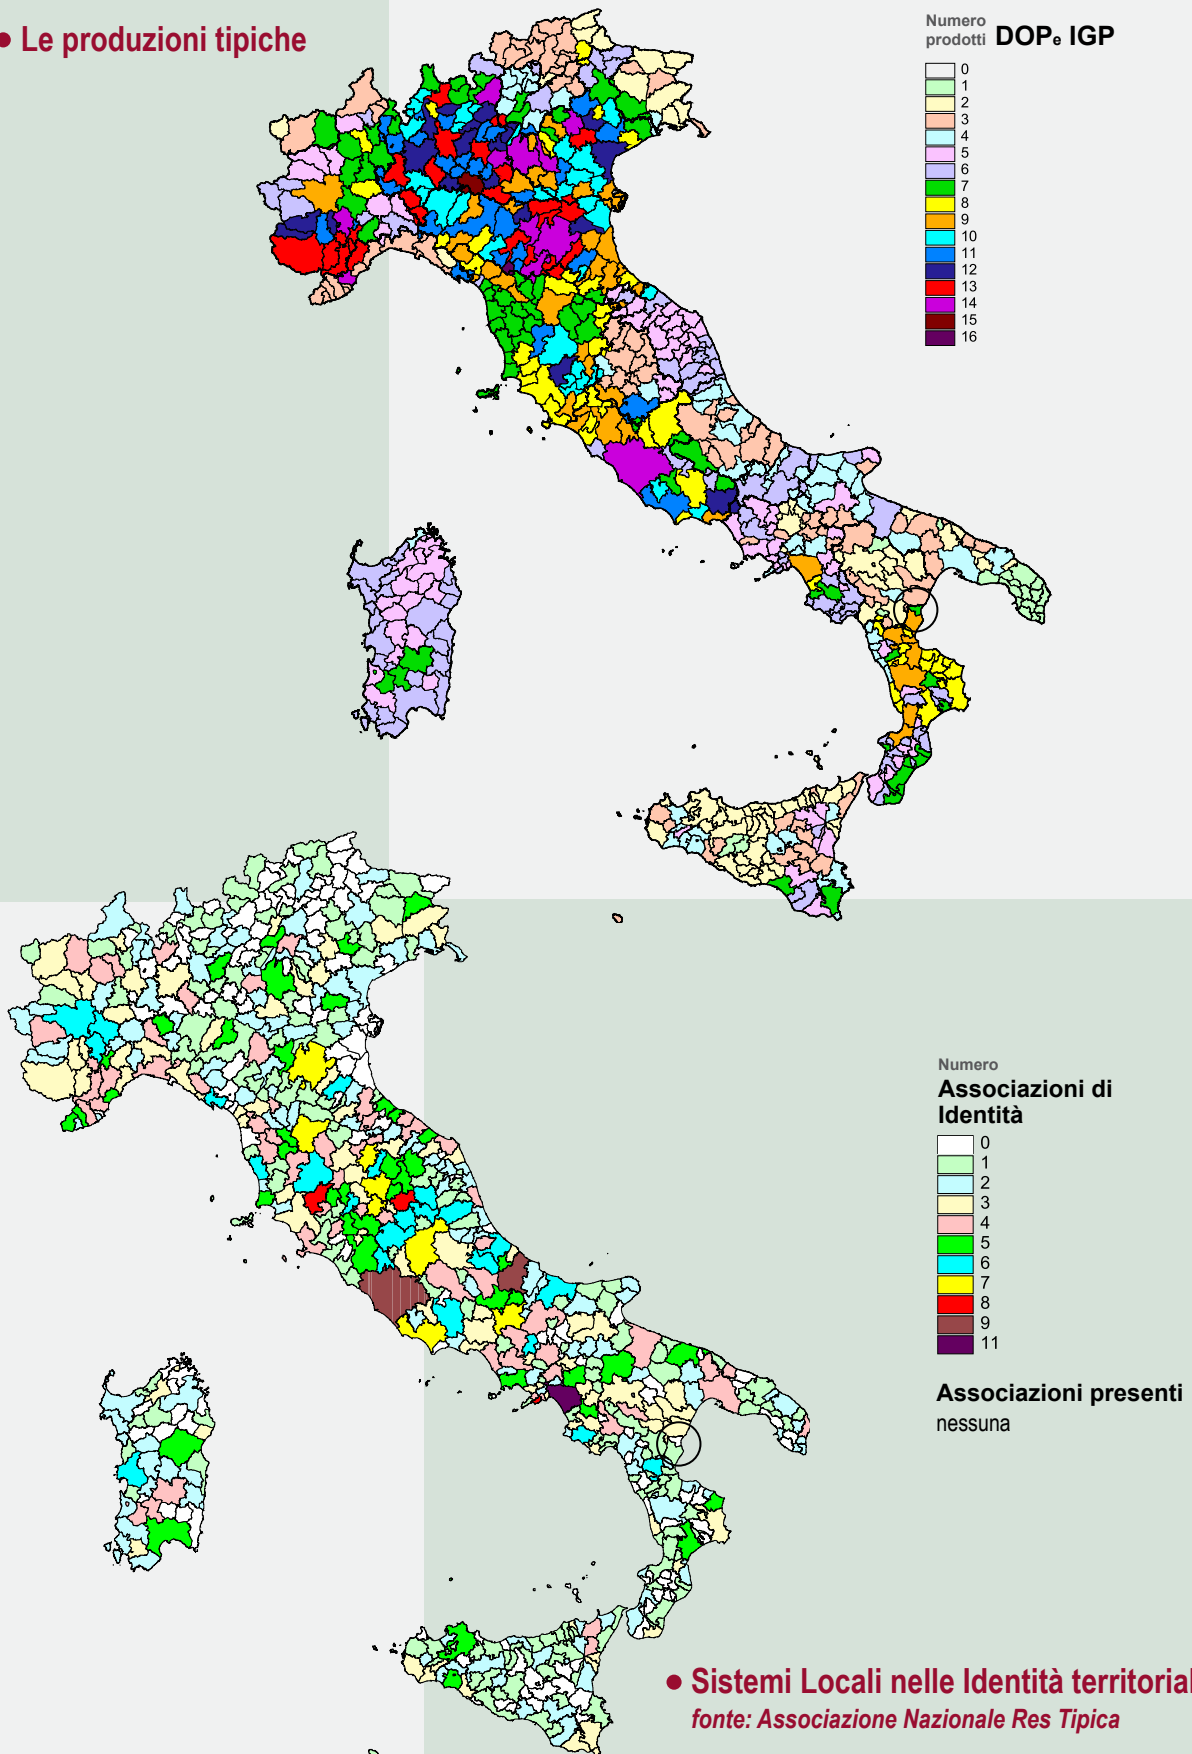 • Le produzioni tipiche
Numero
prodotti DOPe IGP
0
1
2
3
4
5
6
7
8
9
10
11
12
13
14
15
16
Numero
Associazioni di
Identità
0
1
2
3
4
5
6
7
8
9
11
Associazioni presenti
nessuna
• Sistemi Locali nelle Identità territorial
fonte: Associazione Nazionale Res Tipica